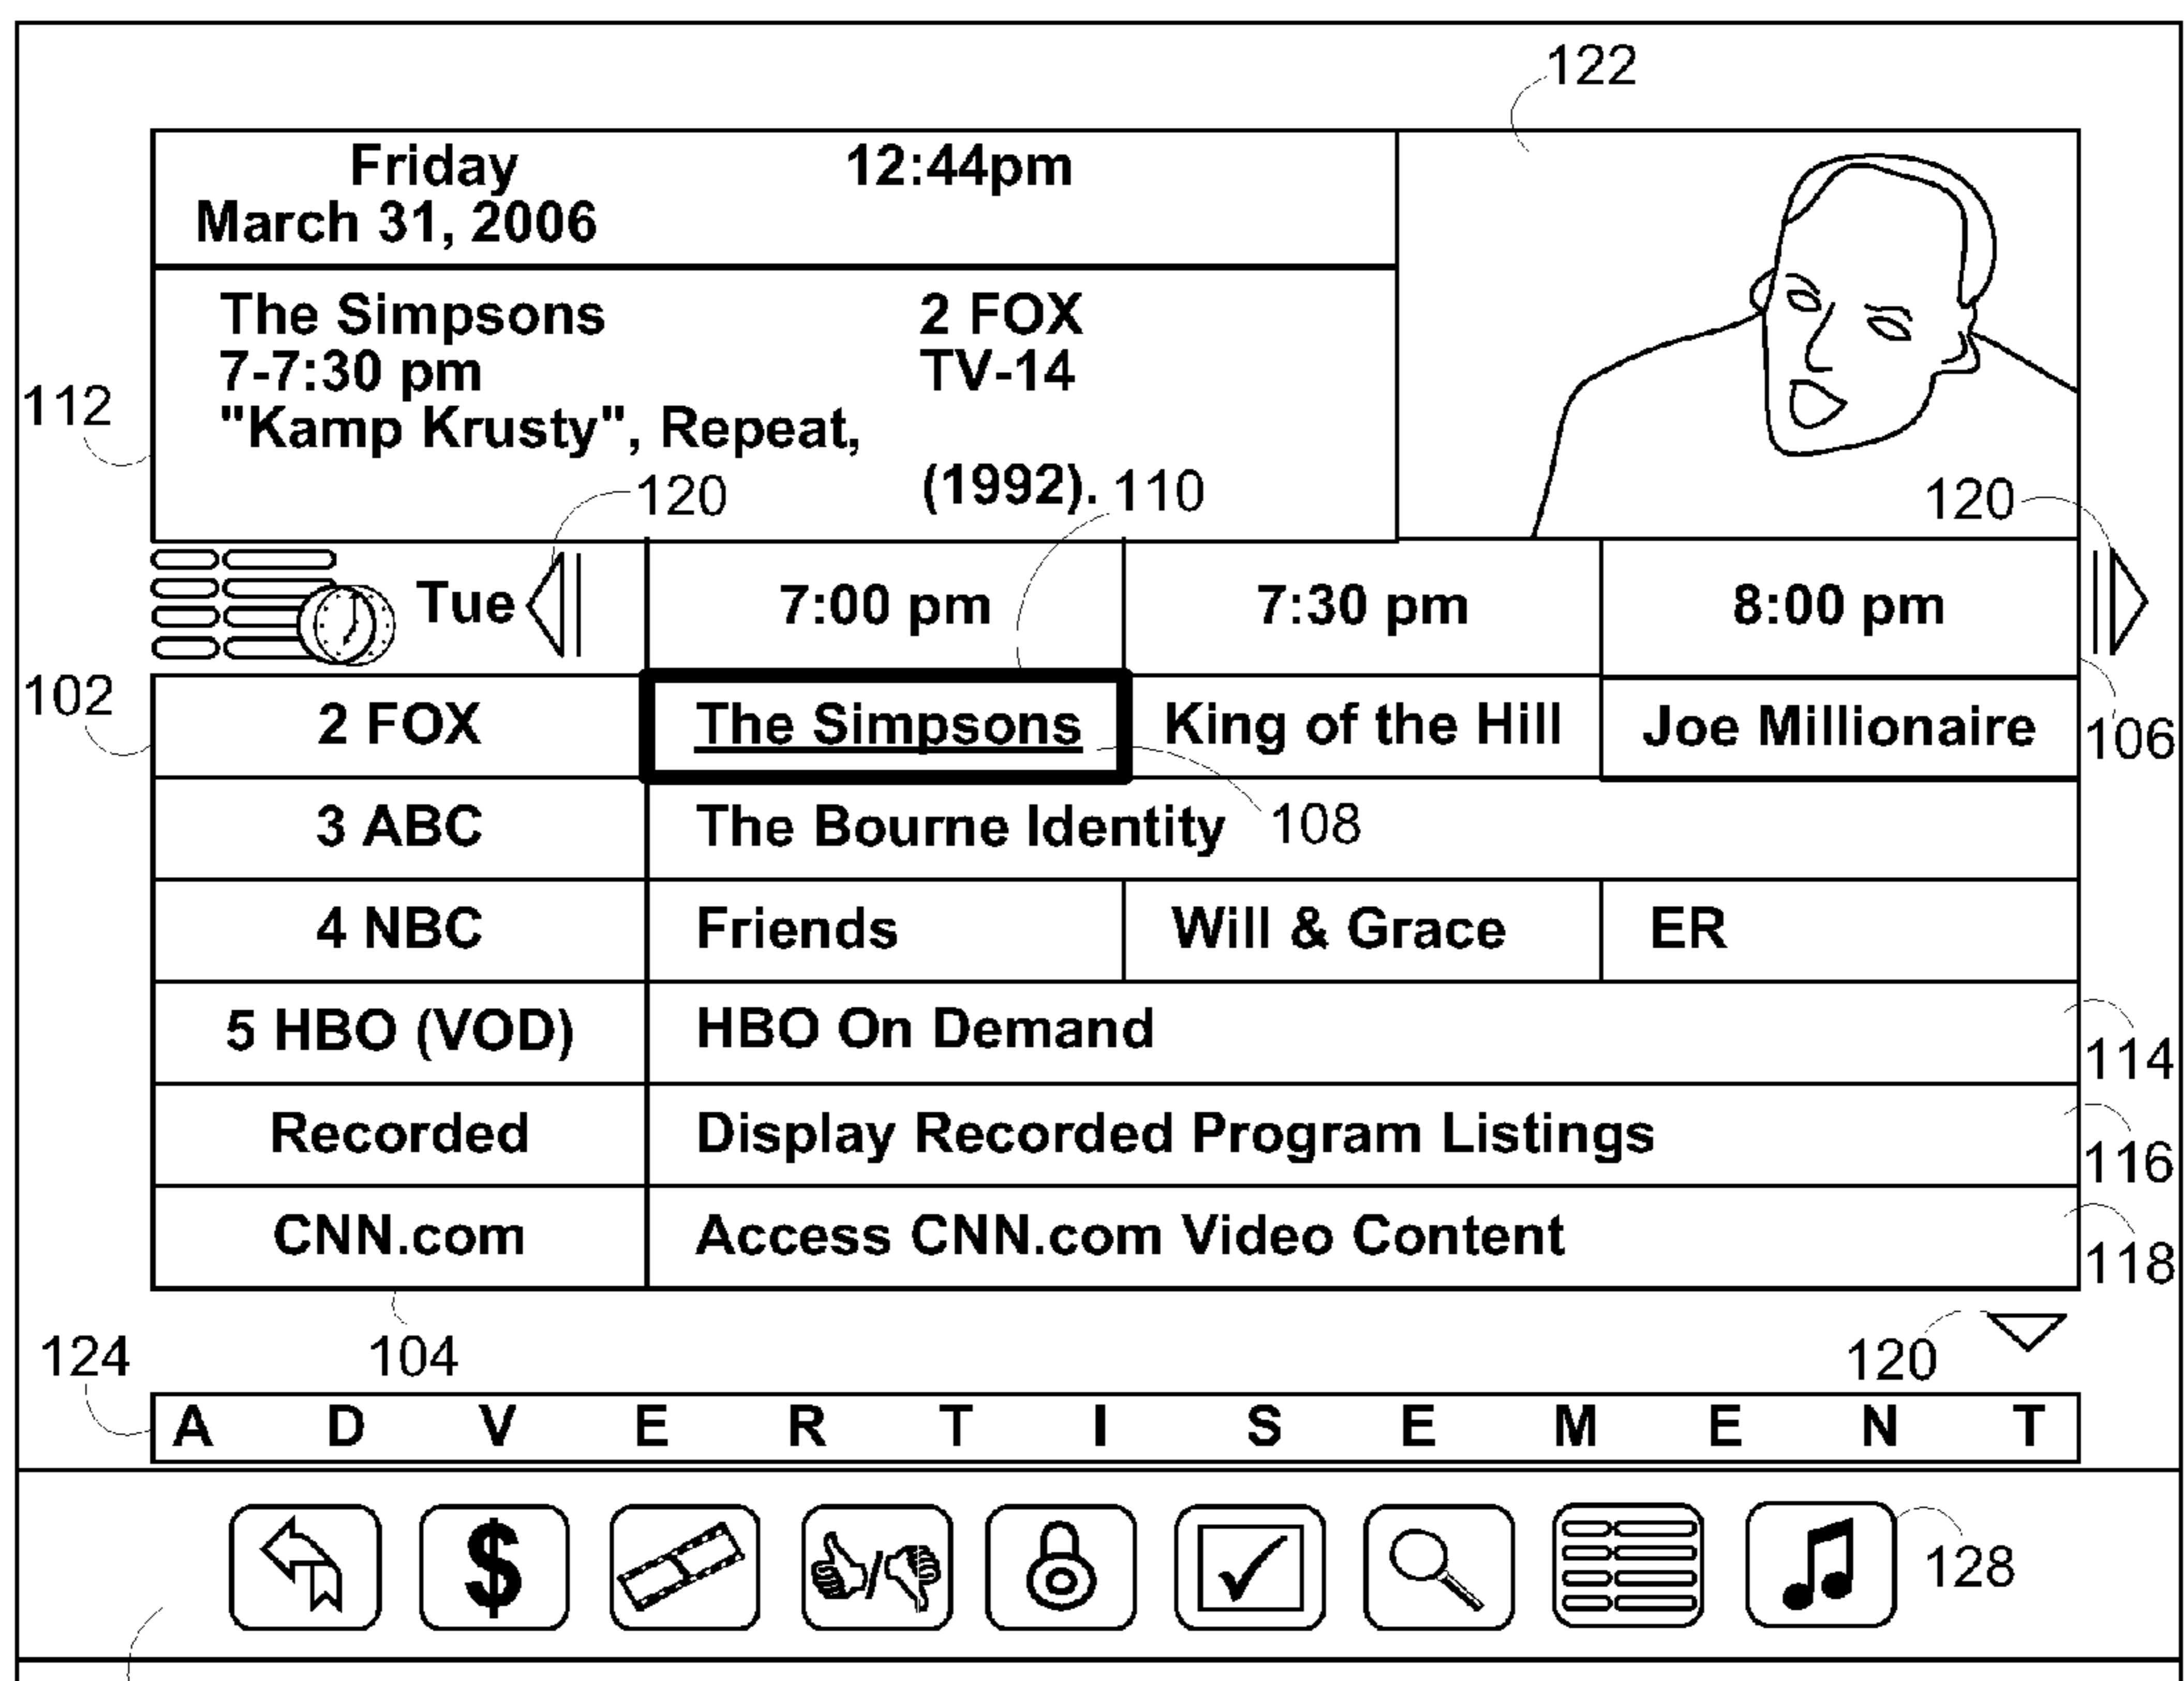 122
Friday 12:44pm
March 31, 2006
The Simpsons 2 FOX
7-7:30 pm TV-14
112
"Kamp Krusty", Repeat,
(1992). 110
120
120
Tue 7:00 pm 7:30 pm 8:00 pm
102
2 FOX The Simpsons King of the Hill Joe Millionaire
106
3 ABC The Bourne Identity 108
4 NBC Friends Will & Grace ER
5 HBO (VOD) HBO On Demand
114
Recorded Display Recorded Program Listings
116
CNN.com Access CNN.com Video Content
118
124 104 120
A D V E R T I S E M E N T
$ /
128